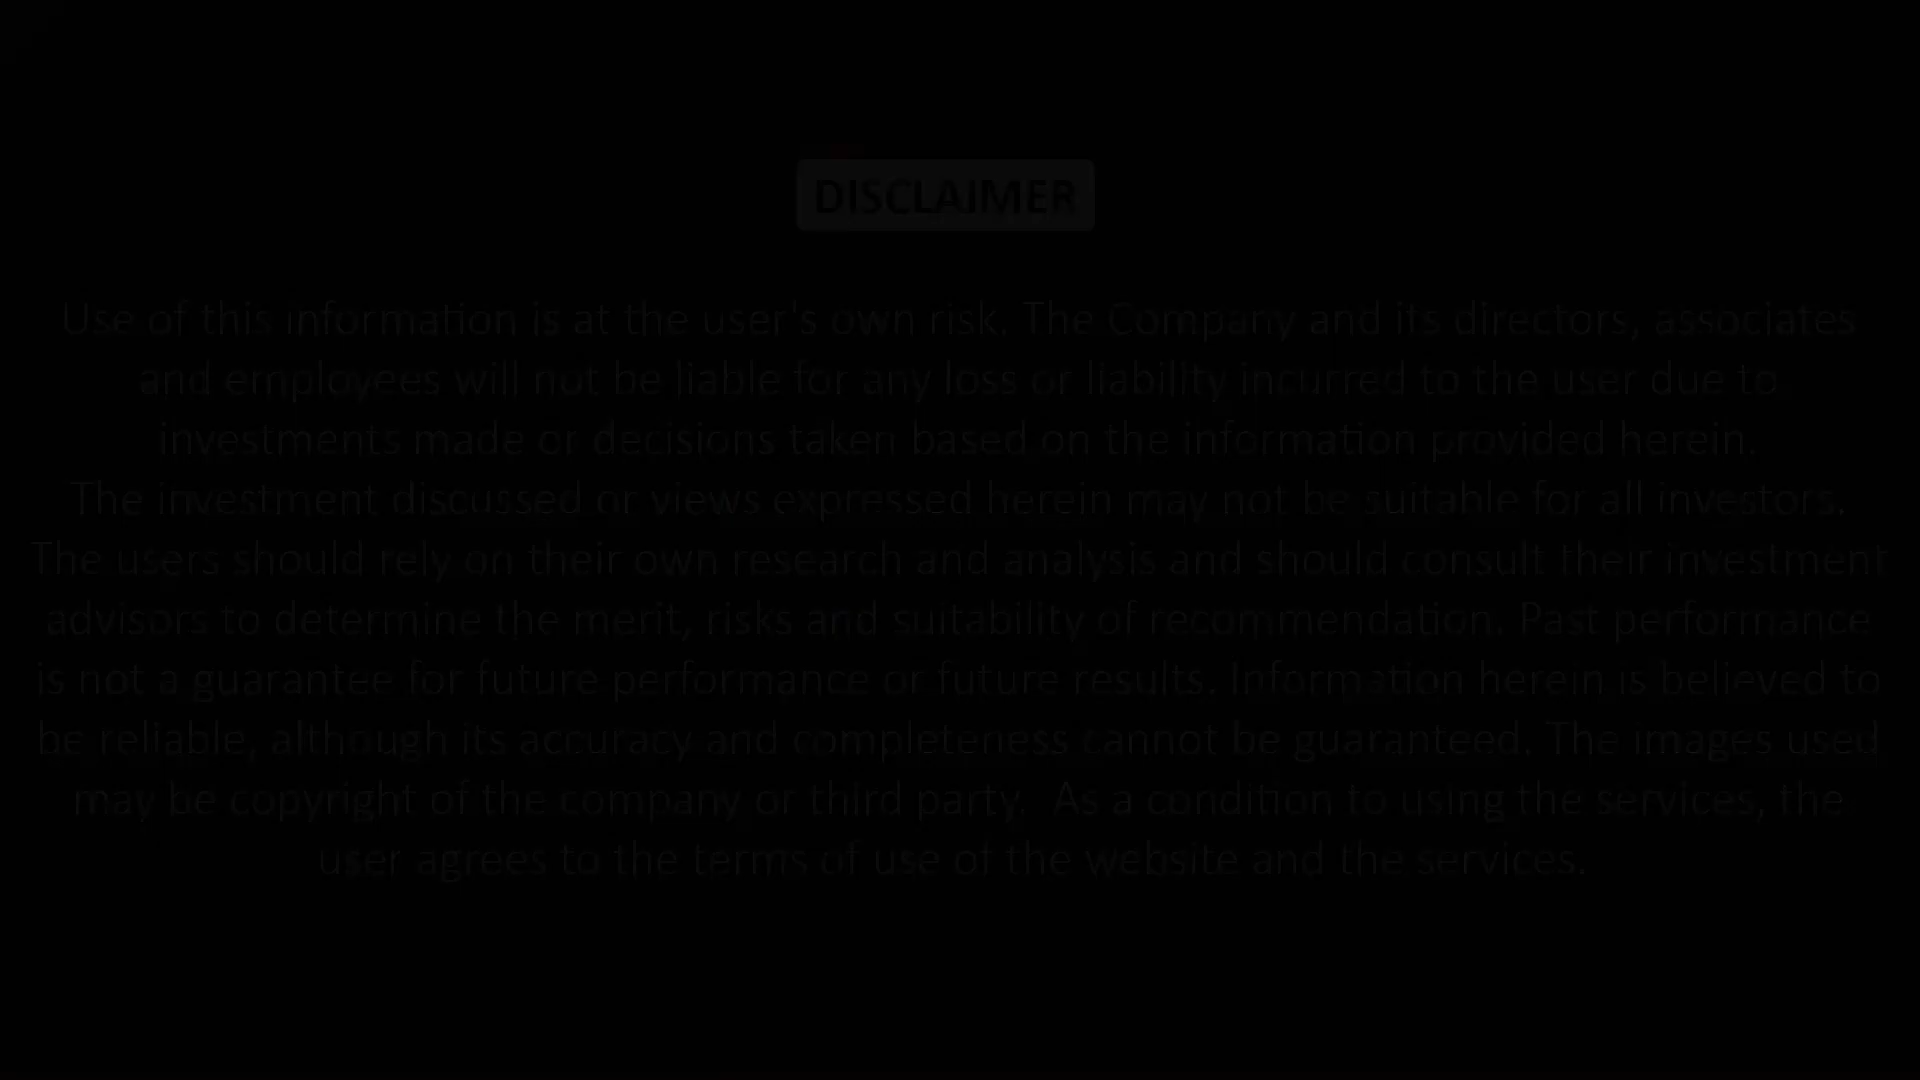 DISCLAIMER
Use of this information is at the user's own risk. The Company and its directors, associates
and employees will not be liable for any loss or liability incurred to the user due to
investments made or decisions taken based on the information provided herein.
The investment discussed or views expressed herein may not be suitable for all investors.
The users should rely on their own research and analysis and should consult their investment
advisors to determine the merit, risks and suitability of recommendation. Past performance
is not a guarantee for future performance or future results. Information herein is believed to
be reliable, although its accuracy and completeness cannot be guaranteed. The images used
may be copyright of the company or third party.  As a condition to using the services, the
user agrees to the terms of use of the website and the services.